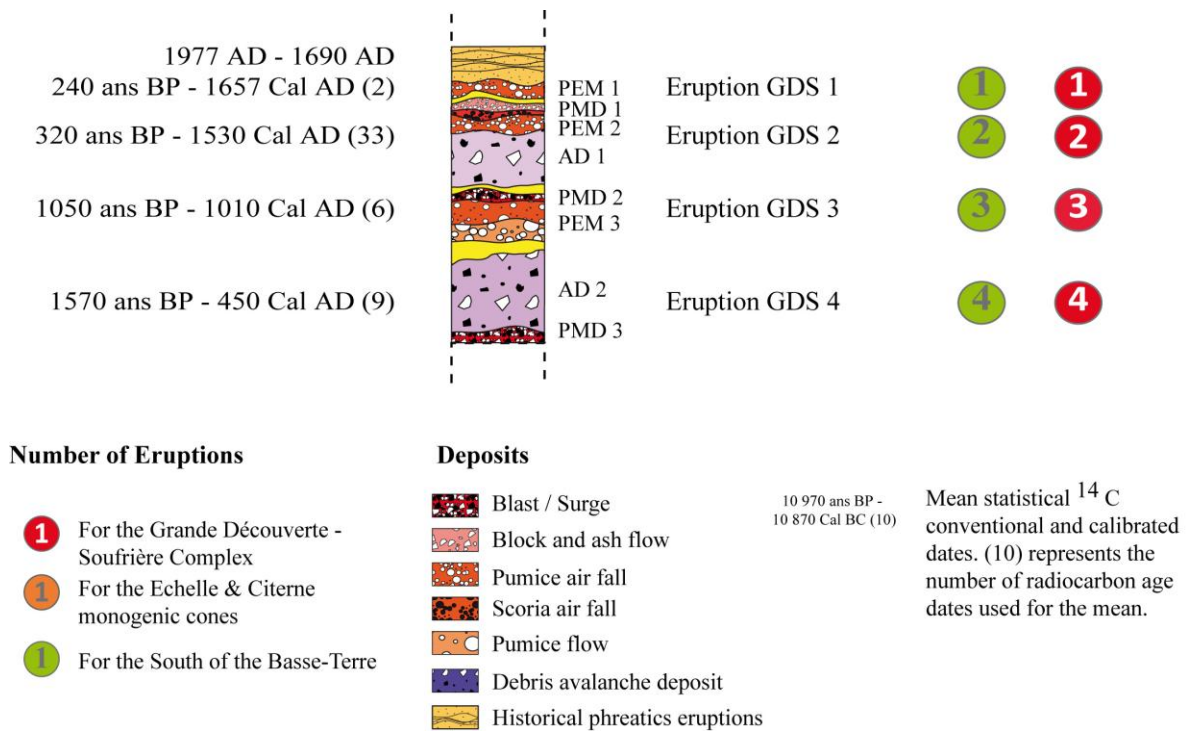 1977 AD - 1690 AD
240 ans BP - 1657 Cal AD (2)
320 ans BP - 1530 Cal AD (33)
1050 ans BP - 1010 Cal AD (6)
1570 ans BP - 450 Cal AD (9)
PEM 1
PMD 1
PEM 2
AD 1
PMD 2
PEM 3
AD 2
PMD 3
Eruption GDS 1
Eruption GDS 2
Eruption GDS 3
Eruption GDS 4
1 1
2 2
3 3
4 4
Number of Eruptions
1 For the Grande Découverte -
Soufrière Complex
1 For the Echelle & Citerne
monogenic cones
1 For the South of the Basse-Terre
Deposits
Blast / Surge
Block and ash flow
Pumice air fall
Scoria air fall
Pumice flow
Debris avalanche deposit
Historical phreatics eruptions
10 970 ans BP -
10 870 Cal BC (10)
Mean statistical 14 C
conventional and calibrated
dates. (10) represents the
number of radiocarbon age
dates used for the mean.